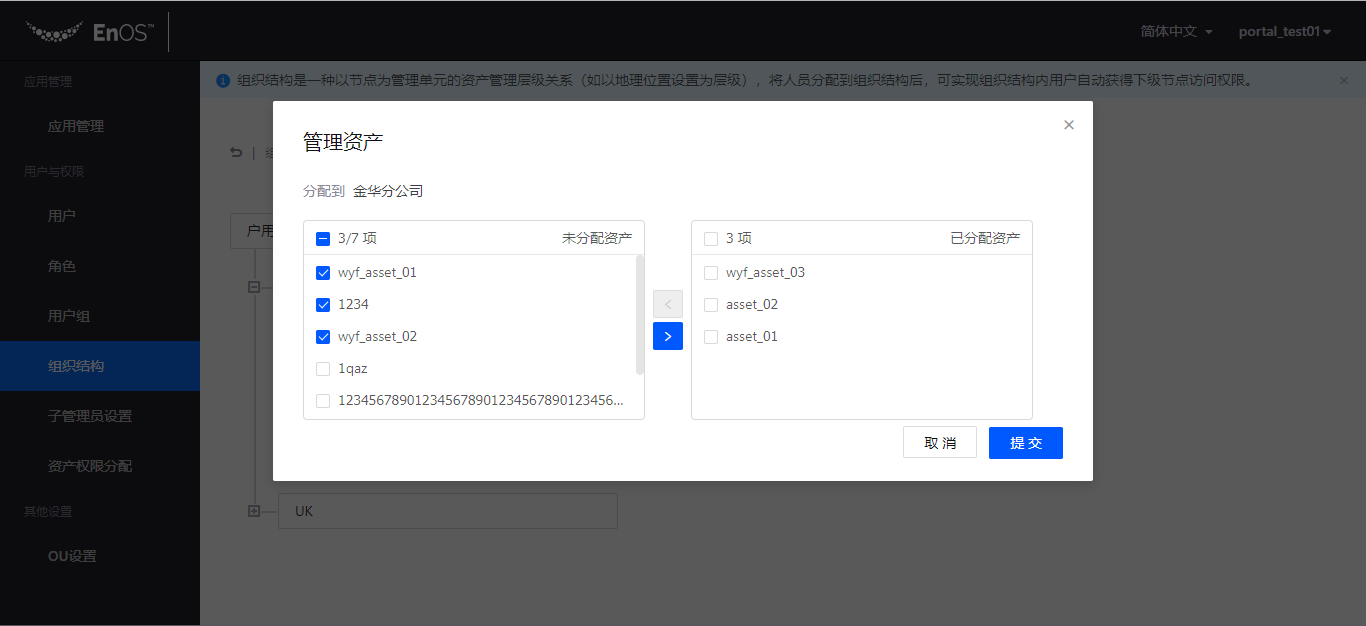 EnOS™
简体中文
portal_test01
应用管理
应用管理
用户与权限
用户
角色
用户组
组织结构
子管理员设置
资产权限分配
其他设置
OU设置
组织结构是一种以节点为管理单元的资产管理层级关系（如以地理位置设置为层级），将人员分配到组织结构后，可实现组织结构内用户自动获得下级节点访问权限。
户用
管理资产
分配到 金华分公司
3/7 项 未分配资产
wyf_asset_01
1234
wyf_asset_02
1qaz
123456789012345678901234567890123456...
3 项 已分配资产
wyf_asset_03
asset_02
asset_01
取 消
提 交
UK